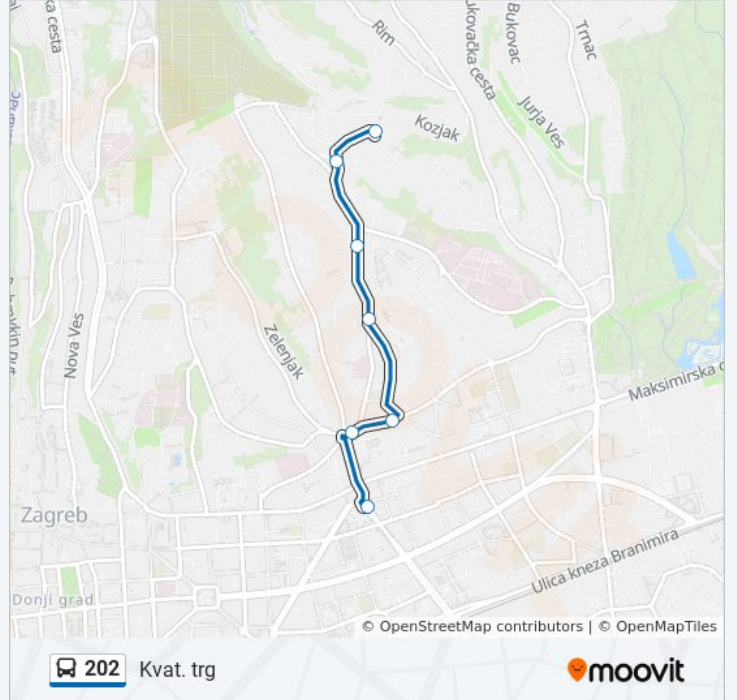 ka cesta
Rim
ukovačka cesta
Bukovac
Trnac
Kozjak
Jurja Ves
Zelenjak
Nova Ves
Maksimirska c
Zagreb
Ulica kneza Branimira
Donji grad
© OpenStreetMap contributors | © OpenMapTiles
202 Kvat. trg
moovit